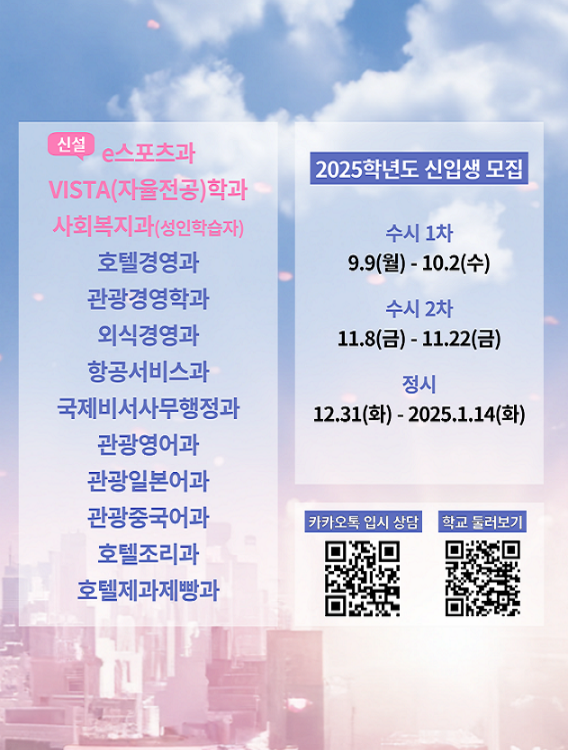 신설
e스포츠과
VISTA(자율전공)학과
사회복지과(성인학습자)
호텔경영과
관광경영학과
외식경영과
항공서비스과
국제비서사무행정과
관광영어과
관광일본어과
관광중국어과
호텔조리과
호텔제과제빵과
2025학년도 신입생 모집
수시 1차
9.9(월) - 10.2(수)
수시 2차
11.8(금) - 11.22(금)
정시
12.31(화) - 2025.1.14(화)
카카오톡 입시 상담
학교 둘러보기